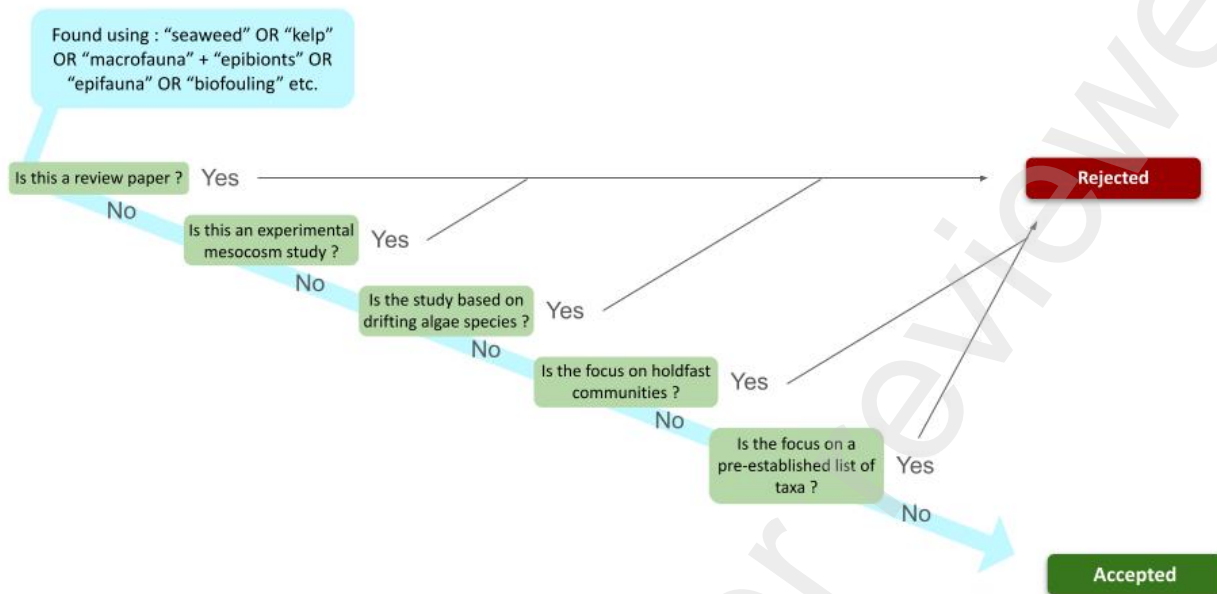 Found using : “seaweed” OR “kelp”
OR “macrofauna” + “epibionts” OR
“epifauna” OR “biofouling” etc.
Is this a review paper ?
Yes
Rejected
No
Is this an experimental
mesocosm study ?
Yes
No
Is the study based on
drifting algae species ?
Yes
No
Is the focus on holdfast
communities ?
Yes
No
Is the focus on a
pre-established list of
taxa ?
Yes
No
Accepted
r reviewe